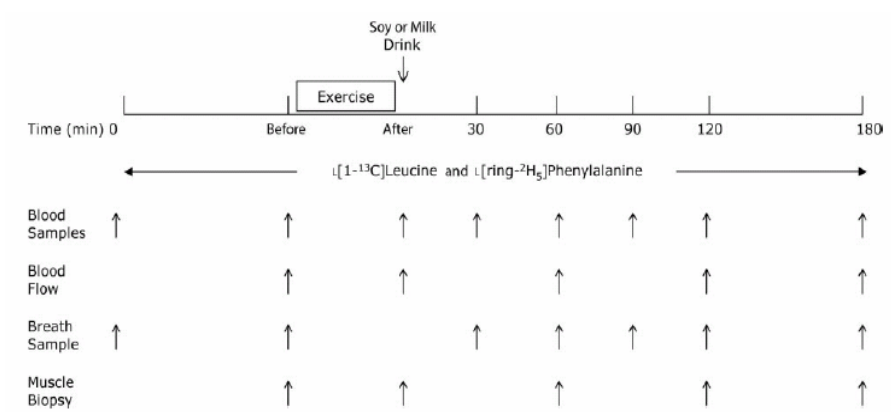 Soy or Milk
Drink
Exercise
Time (min) 0 Before After 30 60 90 120 180
L[1-¹³C]Leucine and L[ring-²H₅]Phenylalanine
Blood
Samples
Blood
Flow
Breath
Sample
Muscle
Biopsy